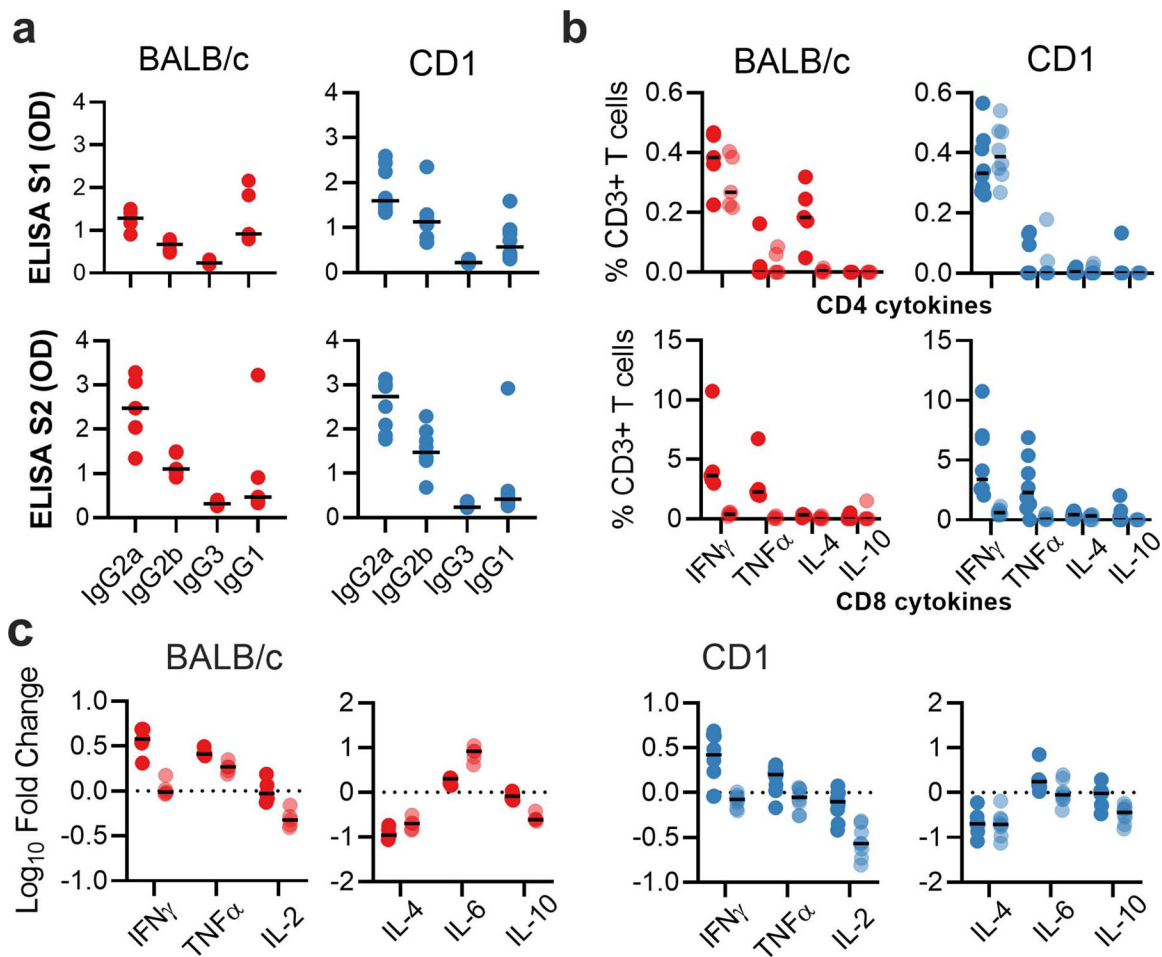 a
BALB/c
CD1
ELISA S1 (OD)
4
3
2
1
0
4
3
2
1
0
ELISA S2 (OD)
4
3
2
1
0
4
3
2
1
0
IgG2a
IgG2b
IgG3
IgG1
IgG2a
IgG2b
IgG3
IgG1
b
BALB/c
CD1
% CD3+ T cells
0.6
0.4
0.2
0.0
0.6
0.4
0.2
0.0
CD4 cytokines
% CD3+ T cells
15
10
5
0
15
10
5
0
IFNγ
TNFα
IL-4
IL-10
IFNγ
TNFα
IL-4
IL-10
CD8 cytokines
c
BALB/c
CD1
Log10 Fold Change
1.0
0.5
0.0
-0.5
-1.0
IFNγ
TNFα
IL-2
2
1
0
-1
-2
IL-4
IL-6
IL-10
1.0
0.5
0.0
-0.5
-1.0
IFNγ
TNFα
IL-2
2
1
0
-1
-2
IL-4
IL-6
IL-10